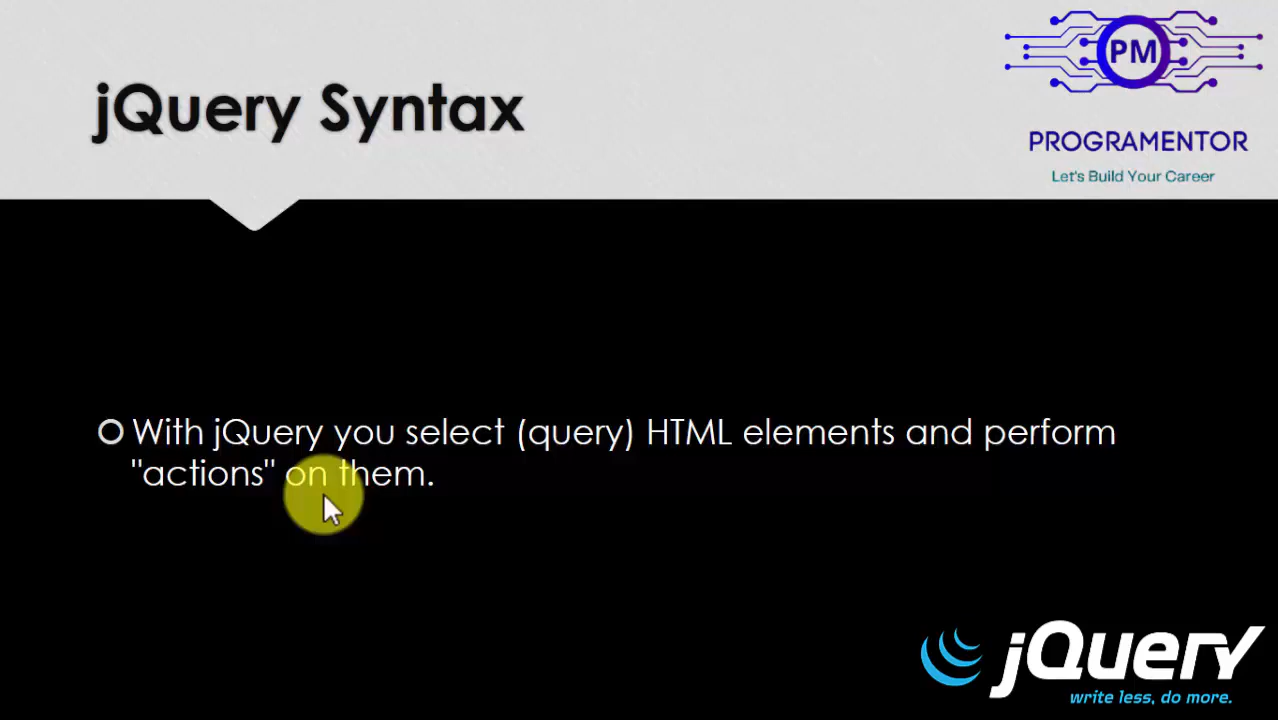 jQuery Syntax
PM
PROGRAMENTOR
Let's Build Your Career
With jQuery you select (query) HTML elements and perform
"actions" on them.
jQuery
write less, do more.